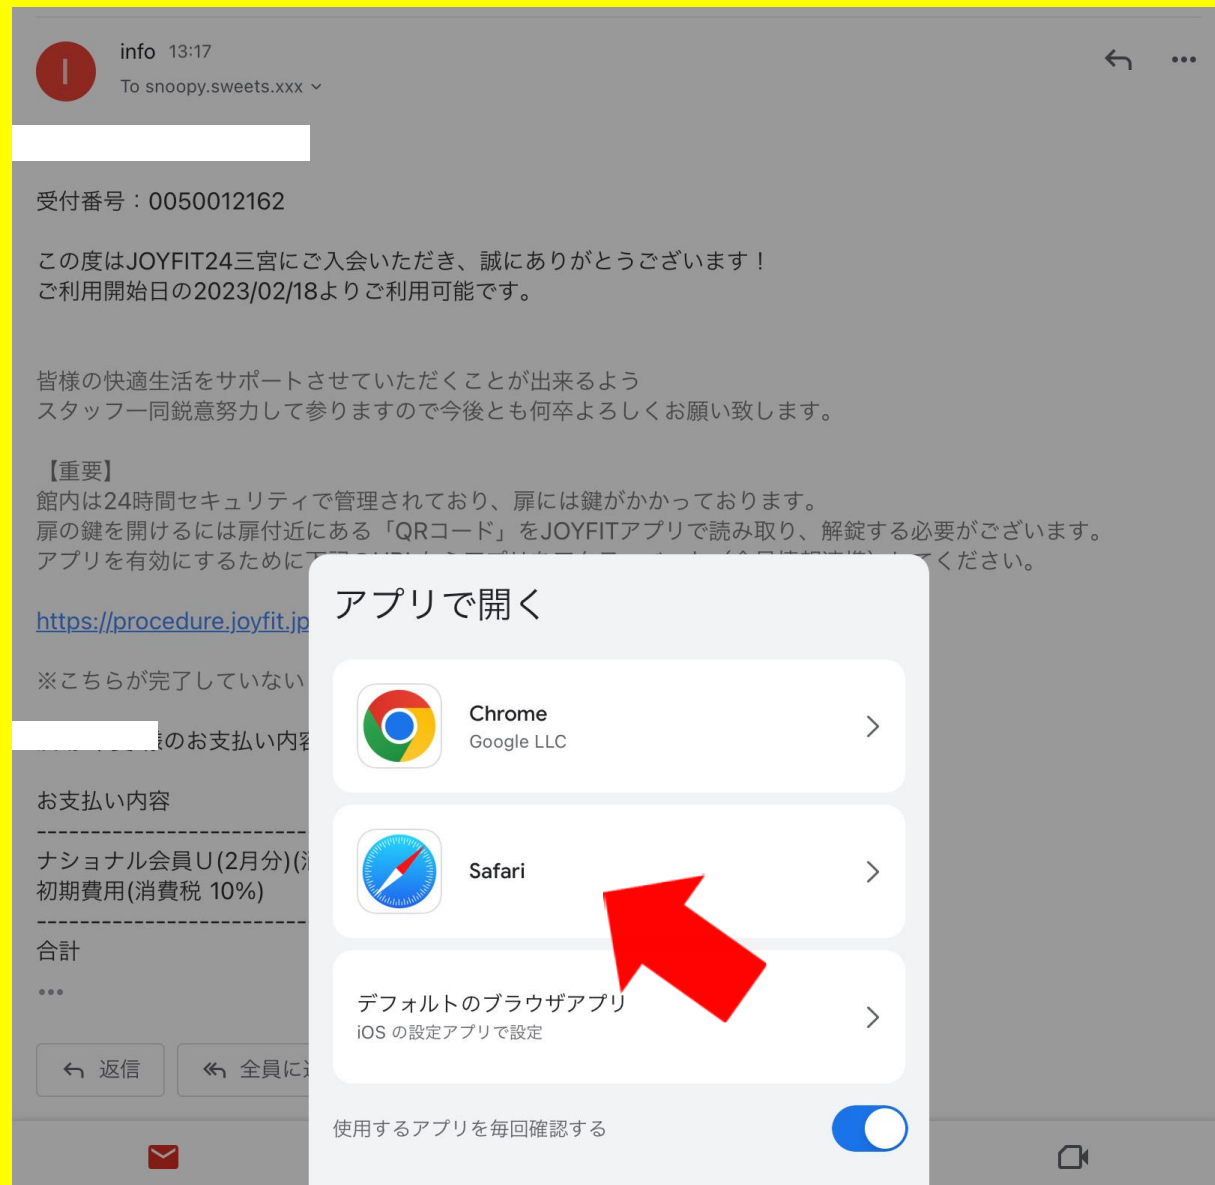 I
info 13:17
To snoopy.sweets.xxx
受付番号：0050012162
この度はJOYFIT24三宮にご入会いただき、誠にありがとうございます！
ご利用開始日の2023/02/18よりご利用可能です。
皆様の快適生活をサポートさせていただくことが出来るよう
スタッフ一同鋭意努力して参りますので今後とも何卒よろしくお願い致します。
【重要】
館内は24時間セキュリティで管理されており、扉には鍵がかかっております。
扉の鍵を開けるには扉付近にある「QRコード」をJOYFITアプリで読み取り、解錠する必要がございます。
アプリを有効にするために てください。
https://procedure.joyfit.jp
※こちらが完了していない
様のお支払い内容
お支払い内容
------------------------
ナショナル会員U(2月分)(
初期費用(消費税 10%)
------------------------
合計
返信
全員に
アプリで開く
Chrome
Google LLC
Safari
デフォルトのブラウザアプリ
iOS の設定アプリで設定
使用するアプリを毎回確認する